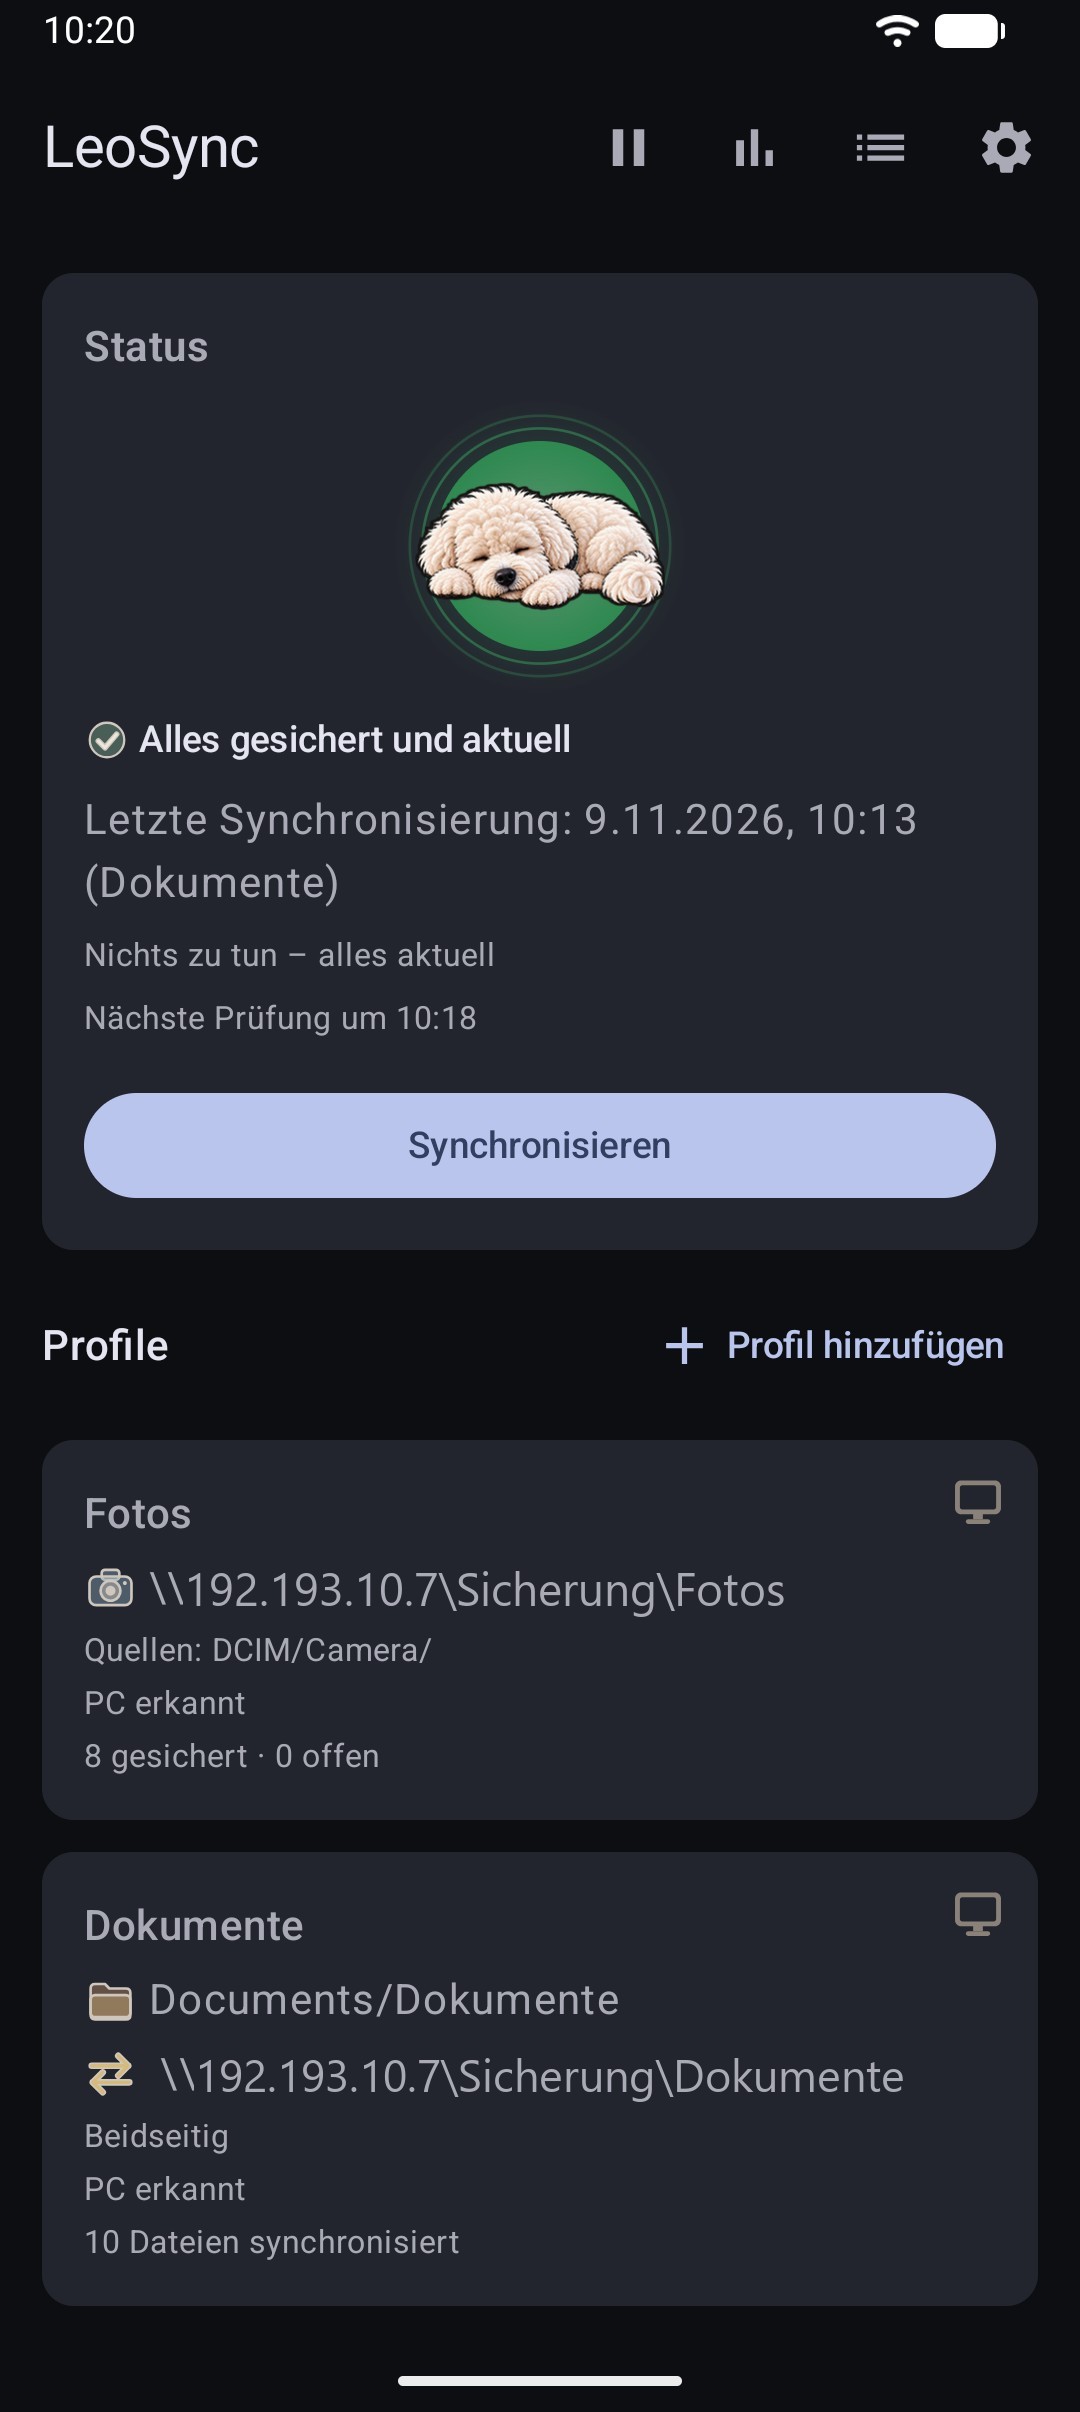 10:20
LeoSync
Status
Alles gesichert und aktuell
Letzte Synchronisierung: 9.11.2026, 10:13
(Dokumente)
Nichts zu tun – alles aktuell
Nächste Prüfung um 10:18
Synchronisieren
Profile
Profil hinzufügen
Fotos
\\192.193.10.7\Sicherung\Fotos
Quellen: DCIM/Camera/
PC erkannt
8 gesichert · 0 offen
Dokumente
Documents/Dokumente
\\192.193.10.7\Sicherung\Dokumente
Beidseitig
PC erkannt
10 Dateien synchronisiert